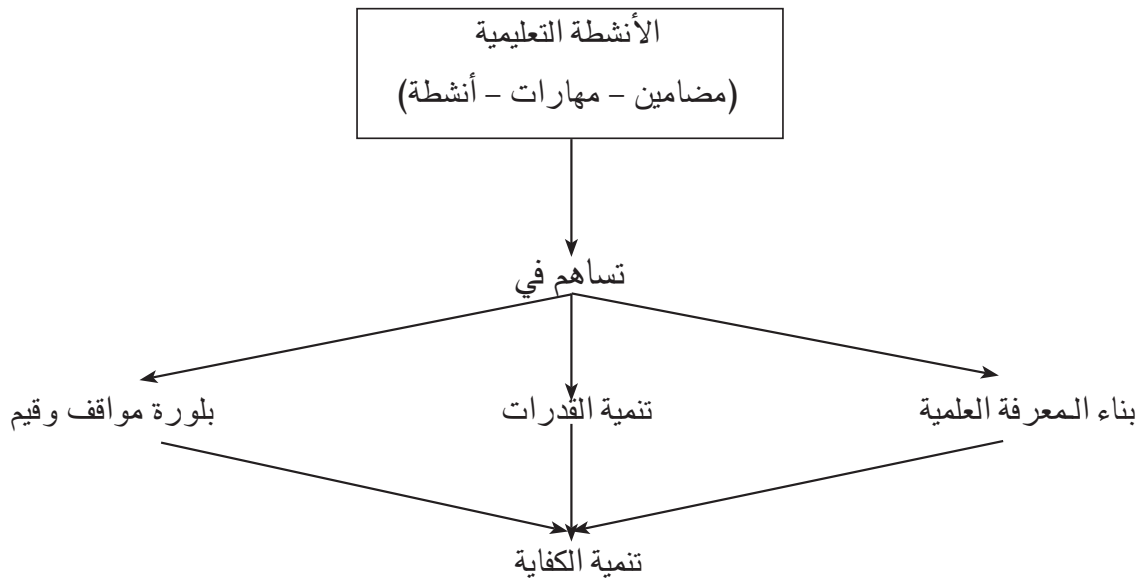 الأنشطة التعليمية
(مضامين – مهارات – أنشطة)
تساهم في
بناء المعرفة العلمية
تنمية القدرات
بلورة مواقف وقيم
تنمية الكفاية